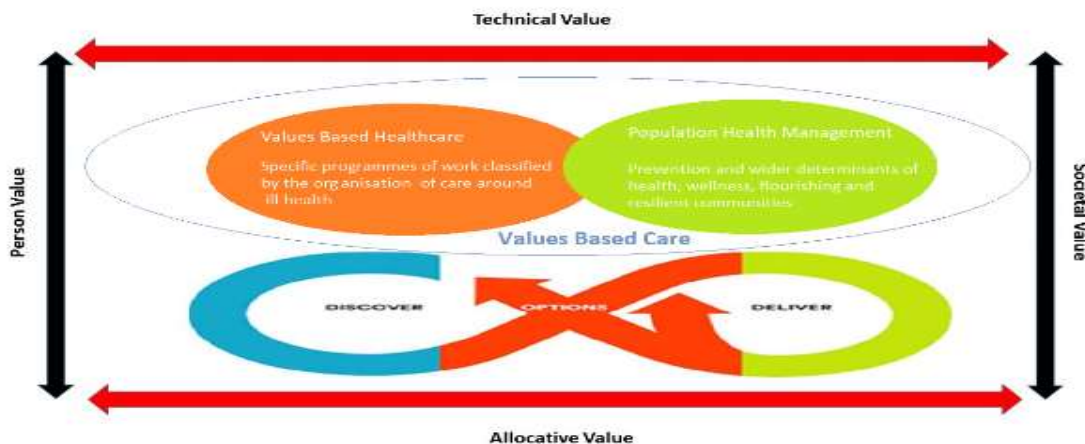 Technical Value
Person Value
Values Based Healthcare
Specific programmes of work classified
by the organisation of care around
ill health
Population Health Management
Prevention and wider determinants of
health, wellness, flourishing and
resilient communities
Societal Value
Values Based Care
DISCOVER
OPTIONS
DELIVER
Allocative Value